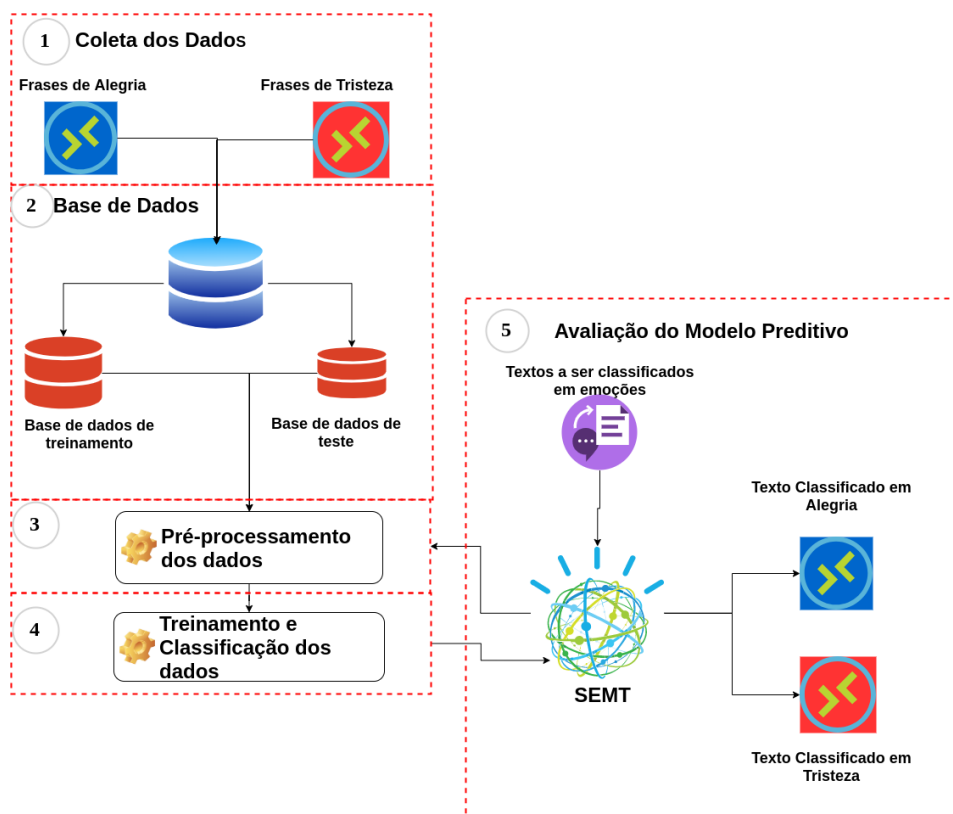 1
Coleta dos Dados
Frases de Alegria
Frases de Tristeza
2
Base de Dados
Base de dados de
treinamento
Base de dados de
teste
3
Pré-processamento
dos dados
4
Treinamento e
Classificação dos
dados
5
Avaliação do Modelo Preditivo
Textos a ser classificados
em emoções
SEMT
Texto Classificado em
Alegria
Texto Classificado em
Tristeza